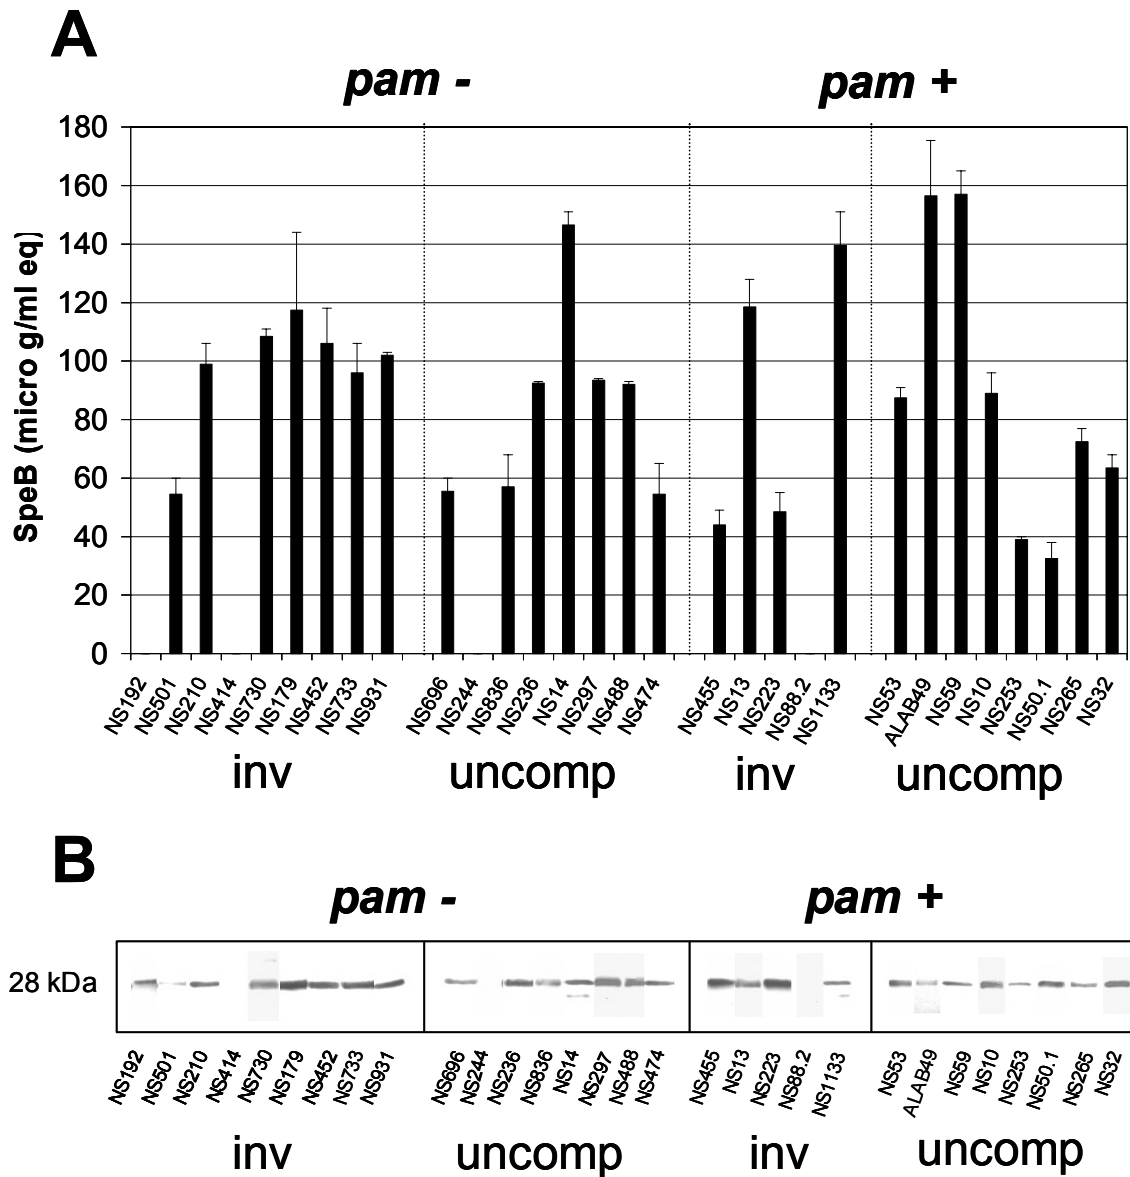 A
pam -
pam +
SpeB (micro g/ml eq)
180
160
140
120
100
80
60
40
20
0
NS192
NS501
NS210
NS414
NS730
NS179
NS452
NS733
NS931
NS696
NS244
NS836
NS236
NS14
NS297
NS488
NS474
NS455
NS13
NS223
NS88.2
NS1133
NS53
ALAB49
NS59
NS10
NS253
NS50.1
NS265
NS32
inv
uncomp
inv
uncomp
B
pam -
pam +
28 kDa
NS192
NS501
NS210
NS414
NS730
NS179
NS452
NS733
NS931
NS696
NS244
NS236
NS836
NS14
NS297
NS488
NS474
NS455
NS13
NS223
NS88.2
NS1133
NS53
ALAB49
NS59
NS10
NS253
NS50.1
NS265
NS32
inv
uncomp
inv
uncomp